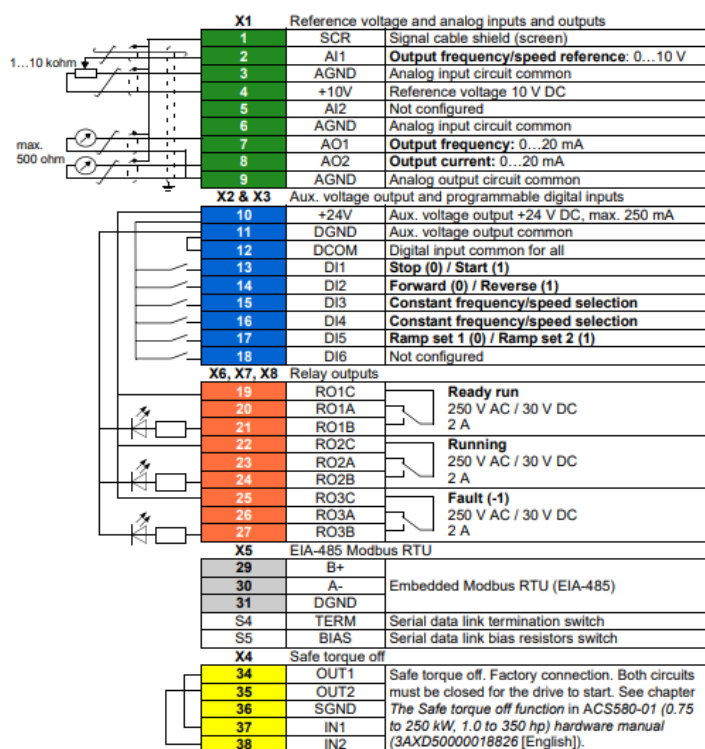 X1 Reference voltage and analog inputs and outputs
1 SCR Signal cable shield (screen)
2 AI1 Output frequency/speed reference: 0...10 V
1...10 kohm
3 AGND Analog input circuit common
4 +10V Reference voltage 10 V DC
5 AI2 Not configured
6 AGND Analog input circuit common
max.
500 ohm
7 AO1 Output frequency: 0...20 mA
8 AO2 Output current: 0...20 mA
9 AGND Analog output circuit common
X2 & X3 Aux. voltage output and programmable digital inputs
10 +24V Aux. voltage output +24 V DC, max. 250 mA
11 DGND Aux. voltage output common
12 DCOM Digital input common for all
13 DI1 Stop (0) / Start (1)
14 DI2 Forward (0) / Reverse (1)
15 DI3 Constant frequency/speed selection
16 DI4 Constant frequency/speed selection
17 DI5 Ramp set 1 (0) / Ramp set 2 (1)
18 DI6 Not configured
X6, X7, X8 Relay outputs
19 RO1C Ready run
20 RO1A 250 V AC / 30 V DC
21 RO1B 2 A
22 RO2C Running
23 RO2A 250 V AC / 30 V DC
24 RO2B 2 A
25 RO3C Fault (-1)
26 RO3A 250 V AC / 30 V DC
27 RO3B 2 A
X5 EIA-485 Modbus RTU
29 B+
30 A- Embedded Modbus RTU (EIA-485)
31 DGND
S4 TERM Serial data link termination switch
S5 BIAS Serial data link bias resistors switch
X4 Safe torque off
34 OUT1 Safe torque off. Factory connection. Both circuits
35 OUT2 must be closed for the drive to start. See chapter
36 SGND The Safe torque off function in ACS580-01 (0.75
37 IN1 to 250 kW, 1.0 to 350 hp) hardware manual
38 IN2 (3AXD50000018826 [English]).